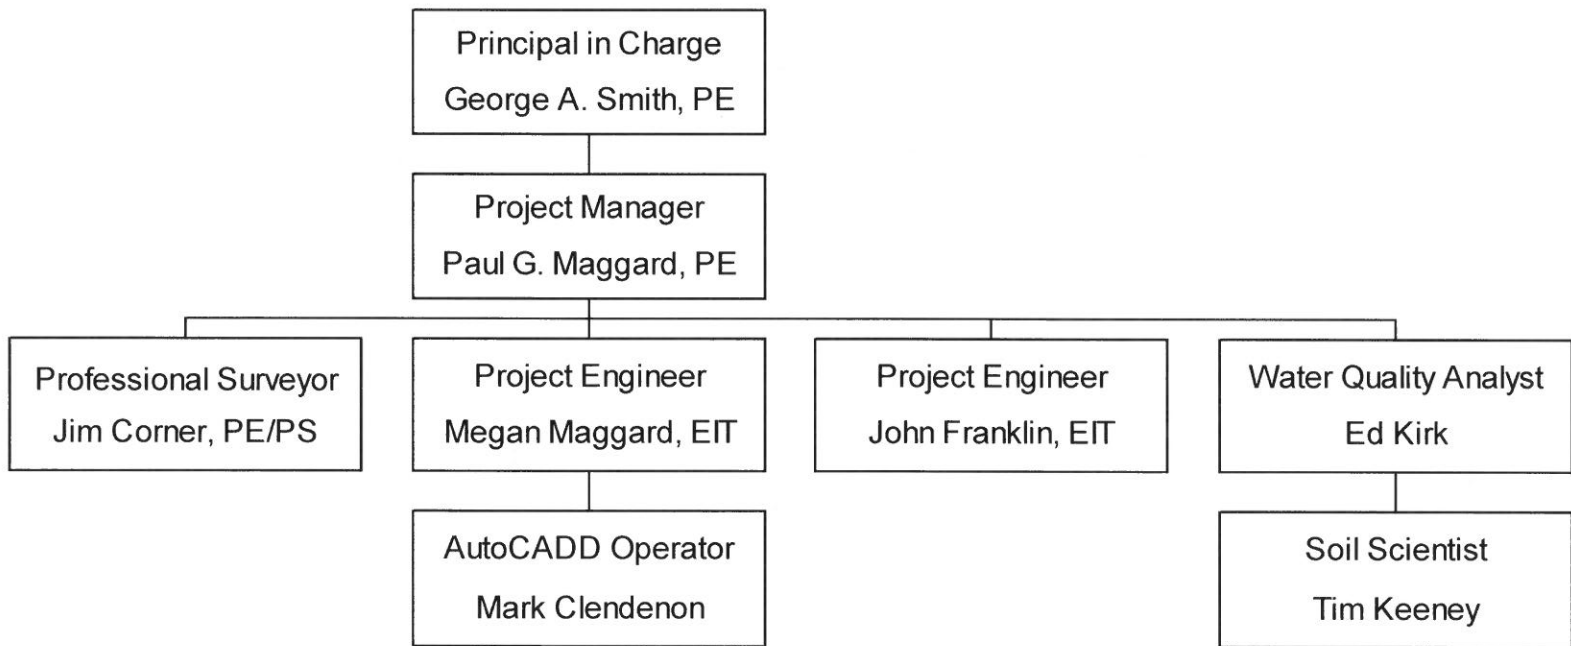 Principal in Charge
George A. Smith, PE
Project Manager
Paul G. Maggard, PE
Professional Surveyor
Jim Corner, PE/PS
Project Engineer
Megan Maggard, EIT
Project Engineer
John Franklin, EIT
Water Quality Analyst
Ed Kirk
AutoCADD Operator
Mark Clendenon
Soil Scientist
Tim Keeney